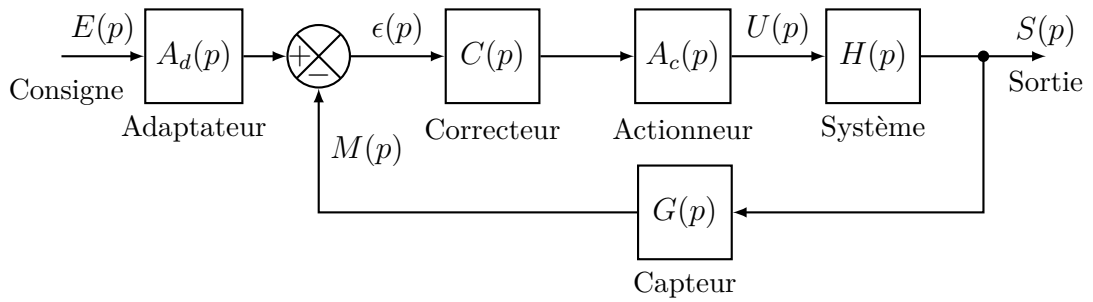 E(p)
Consigne
A_d(p)
Adaptateur
+
−
ϵ(p)
C(p)
Correcteur
A_c(p)
Actionneur
U(p)
H(p)
Système
S(p)
Sortie
M(p)
G(p)
Capteur